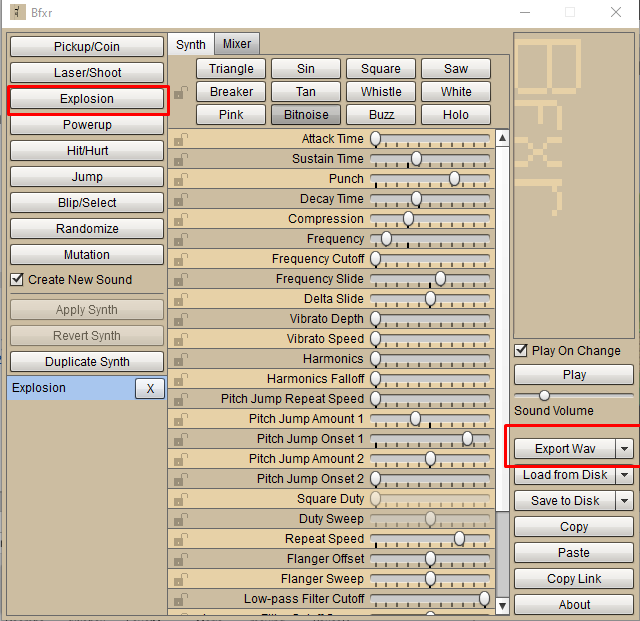 Bfxr
Pickup/Coin
Laser/Shoot
Explosion
Powerup
Hit/Hurt
Jump
Blip/Select
Randomize
Mutation
Create New Sound
Apply Synth
Revert Synth
Duplicate Synth
Explosion X
Synth Mixer
Triangle Sin Square Saw
Breaker Tan Whistle White
Pink Bitnoise Buzz Holo
Attack Time
Sustain Time
Punch
Decay Time
Compression
Frequency
Frequency Cutoff
Frequency Slide
Delta Slide
Vibrato Depth
Vibrato Speed
Harmonics
Harmonics Falloff
Pitch Jump Repeat Speed
Pitch Jump Amount 1
Pitch Jump Onset 1
Pitch Jump Amount 2
Pitch Jump Onset 2
Square Duty
Duty Sweep
Repeat Speed
Flanger Offset
Flanger Sweep
Low-pass Filter Cutoff
Bfxr
Play On Change
Play
Sound Volume
Export Wav
Load from Disk
Save to Disk
Copy
Paste
Copy Link
About